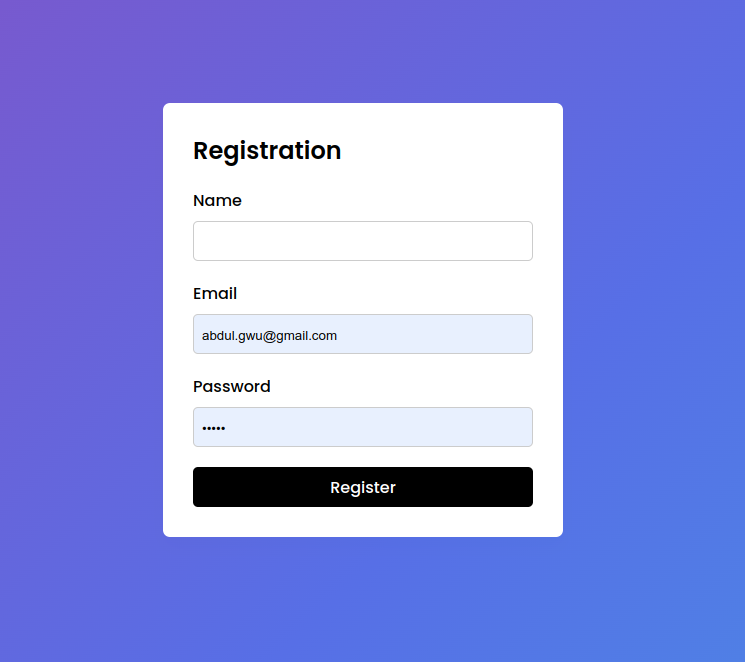 Registration
Name
Email
abdul.gwu@gmail.com
Password
•••••
Register